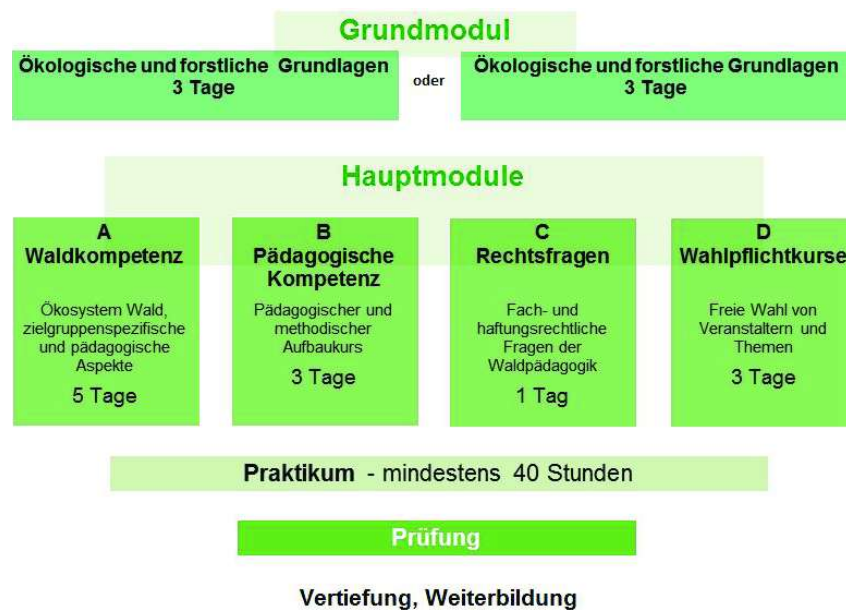 Grundmodul
Ökologische und forstliche Grundlagen
3 Tage
oder
Ökologische und forstliche Grundlagen
3 Tage
Hauptmodule
A
Waldkompetenz
Ökosystem Wald,
zielgruppenspezifische
und pädagogische
Aspekte
5 Tage
B
Pädagogische
Kompetenz
Pädagogischer und
methodischer
Aufbaukurs
3 Tage
C
Rechtsfragen
Fach- und
haftungsrechtliche
Fragen der
Waldpädagogik
1 Tag
D
Wahlpflichtkurse
Freie Wahl von
Veranstaltern und
Themen
3 Tage
Praktikum - mindestens 40 Stunden
Prüfung
Vertiefung, Weiterbildung